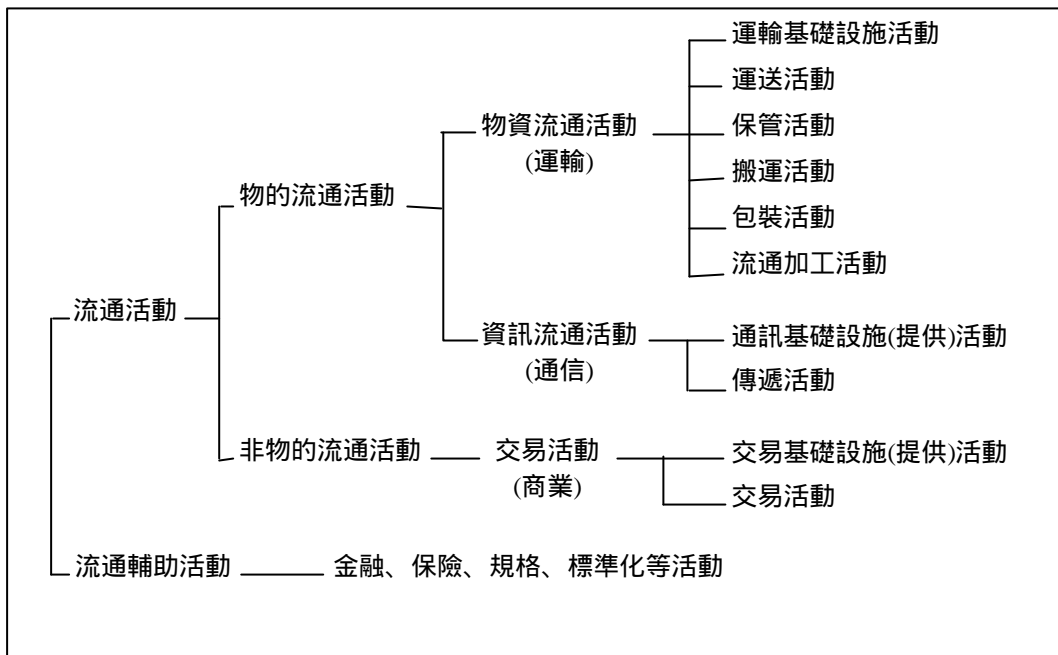 運輸基礎設施活動
運送活動
物資流通活動
(運輸)
保管活動
搬運活動
物的流通活動
包裝活動
流通加工活動
流通活動
資訊流通活動
(通信)
通訊基礎設施(提供)活動
傳遞活動
非物的流通活動
交易活動
(商業)
交易基礎設施(提供)活動
交易活動
流通輔助活動
金融、保險、規格、標準化等活動